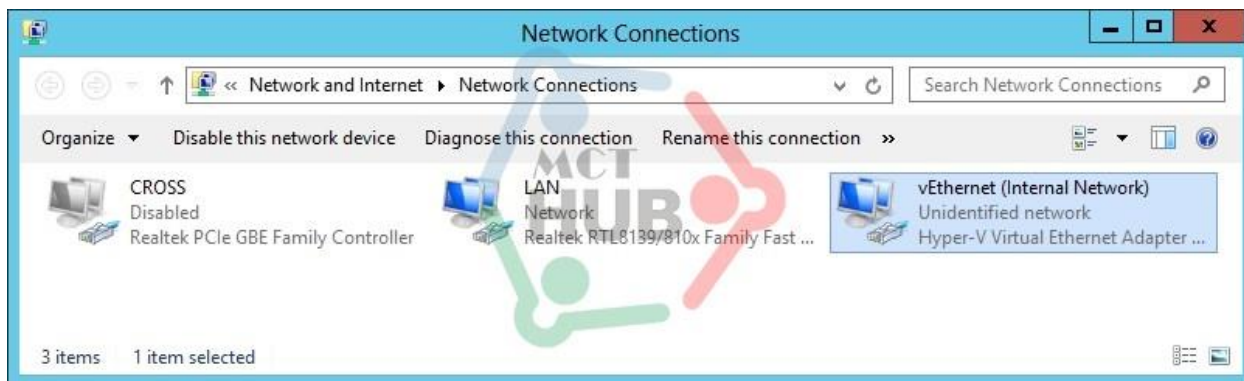 Network Connections
« Network and Internet ▸ Network Connections
Search Network Connections
Organize Disable this network device Diagnose this connection Rename this connection »
CROSS
Disabled
Realtek PCIe GBE Family Controller
LAN
Network
Realtek RTL8139/810x Family Fast ...
vEthernet (Internal Network)
Unidentified network
Hyper-V Virtual Ethernet Adapter ...
MCT
HUB
3 items 1 item selected